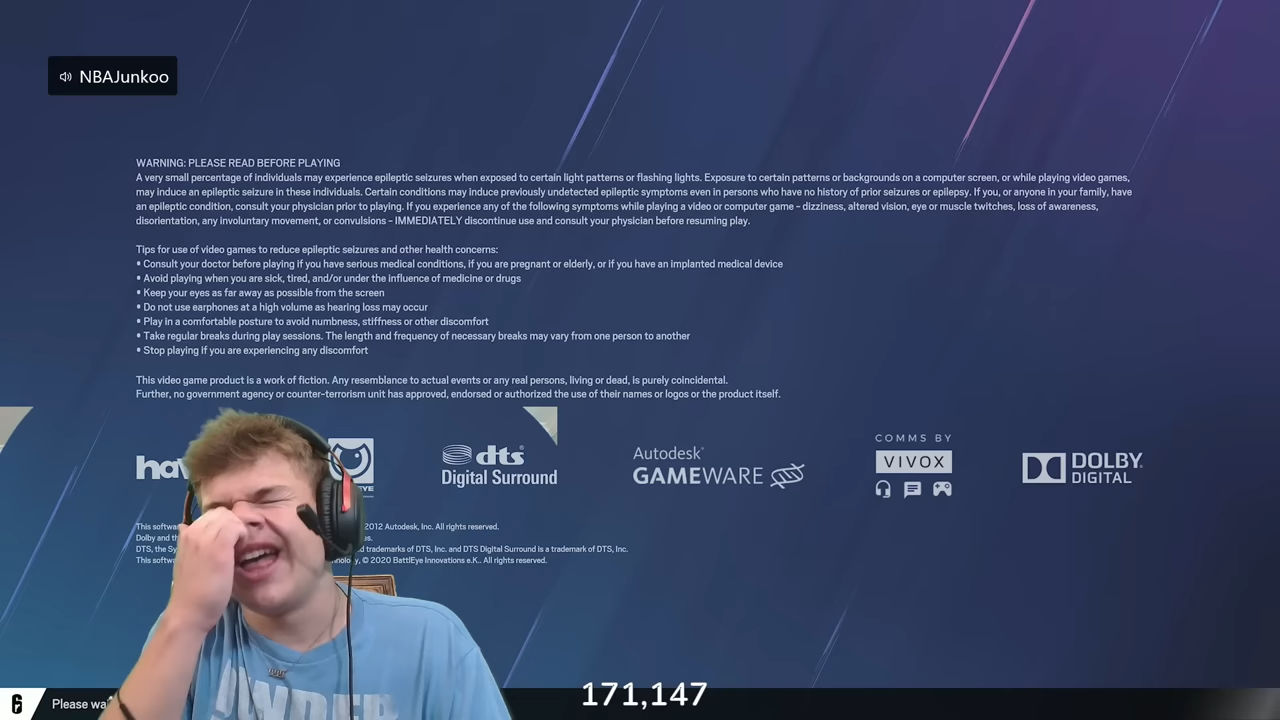 NBAJunkoo
WARNING: PLEASE READ BEFORE PLAYING
A very small percentage of individuals may experience epileptic seizures when exposed to certain light patterns or flashing lights. Exposure to certain patterns or backgrounds on a computer screen, or while playing video games,
may induce an epileptic seizure in these individuals. Certain conditions may induce previously undetected epileptic symptoms even in persons who have no history of prior seizures or epilepsy. If you, or anyone in your family, have
an epileptic condition, consult your physician prior to playing. If you experience any of the following symptoms while playing a video or computer game - dizziness, altered vision, eye or muscle twitches, loss of awareness,
disorientation, any involuntary movement, or convulsions - IMMEDIATELY discontinue use and consult your physician before resuming play.
Tips for use of video games to reduce epileptic seizures and other health concerns:
• Consult your doctor before playing if you have serious medical conditions, if you are pregnant or elderly, or if you have an implanted medical device
• Avoid playing when you are sick, tired, and/or under the influence of medicine or drugs
• Keep your eyes as far away as possible from the screen
• Do not use earphones at a high volume as hearing loss may occur
• Play in a comfortable posture to avoid numbness, stiffness or other discomfort
• Take regular breaks during play sessions. The length and frequency of necessary breaks may vary from one person to another
• Stop playing if you are experiencing any discomfort
This video game product is a work of fiction. Any resemblance to actual events or any real persons, living or dead, is purely coincidental.
Further, no government agency or counter-terrorism unit has approved, endorsed or authorized the use of their names or logos or the product itself.
dts Digital Surround
Autodesk® GAMEWARE
COMMS BY VIVOX
DOLBY DIGITAL
This 2012 Autodesk, Inc. All rights reserved.
Dolby and
DTS, the trademarks of DTS, Inc. and DTS Digital Surround is a trademark of DTS, Inc.
This © 2020 BattlEye Innovations e.K.. All rights reserved.
Please
171,147